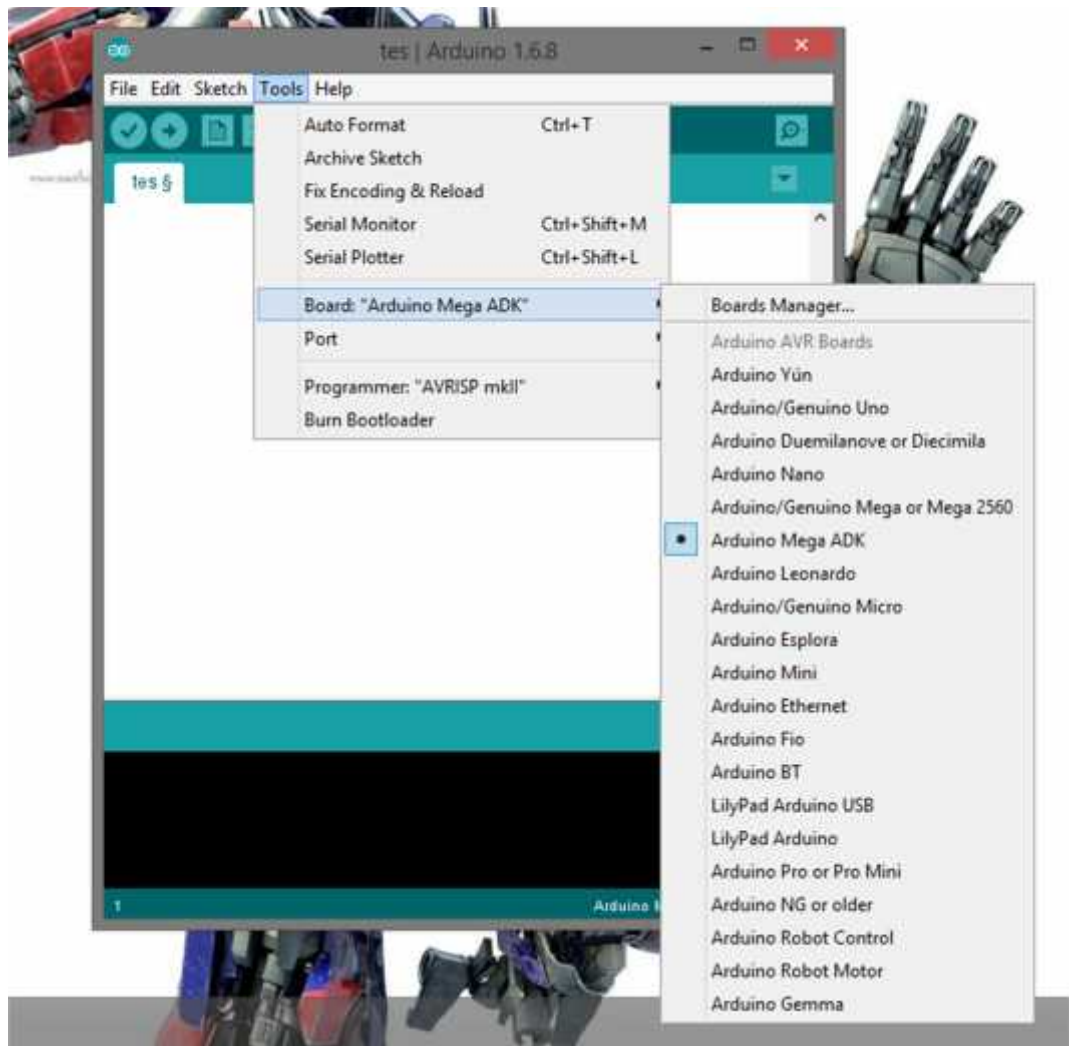 tes | Arduino 1.6.8
File Edit Sketch Tools Help
tes §
Auto Format Ctrl+T
Archive Sketch
Fix Encoding & Reload
Serial Monitor Ctrl+Shift+M
Serial Plotter Ctrl+Shift+L
Board: "Arduino Mega ADK"
Port
Programmer: "AVRISP mkII"
Burn Bootloader
Boards Manager...
Arduino AVR Boards
Arduino Yún
Arduino/Genuino Uno
Arduino Duemilanove or Diecimila
Arduino Nano
Arduino/Genuino Mega or Mega 2560
Arduino Mega ADK
Arduino Leonardo
Arduino/Genuino Micro
Arduino Esplora
Arduino Mini
Arduino Ethernet
Arduino Fio
Arduino BT
LilyPad Arduino USB
LilyPad Arduino
Arduino Pro or Pro Mini
Arduino NG or older
Arduino Robot Control
Arduino Robot Motor
Arduino Gemma
1 Arduino